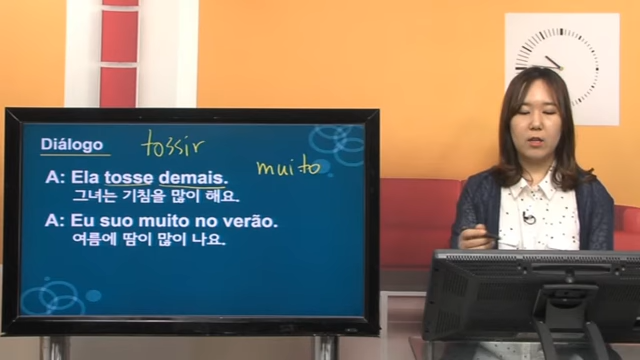 Diálogo tossir
muito
A: Ela tosse demais.
그녀는 기침을 많이 해요.
A: Eu suo muito no verão.
여름에 땀이 많이 나요.